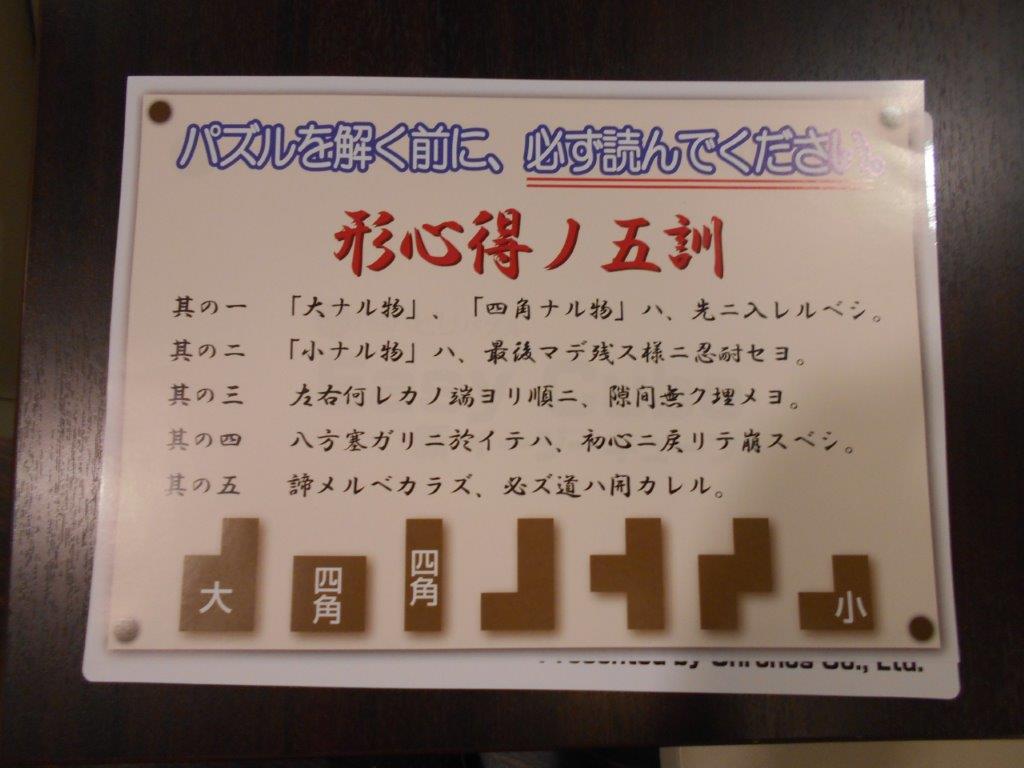 パズルを解く前に、必ず読んでください。
形心得ノ五訓
其の一 「大ナル物」、「四角ナル物」ハ、先ニ入レルベシ。
其の二 「小ナル物」ハ、最後マデ残ス様ニ忍耐セヨ。
其の三 左右何レカノ端ヨリ順ニ、隙間無ク埋メヨ。
其の四 八方塞ガリニ於イテハ、初心ニ戻リテ崩スベシ。
其の五 諦メルベカラズ、必ズ道ハ開カレル。
大 四角 四角 小
Presented by Co., Ltd.